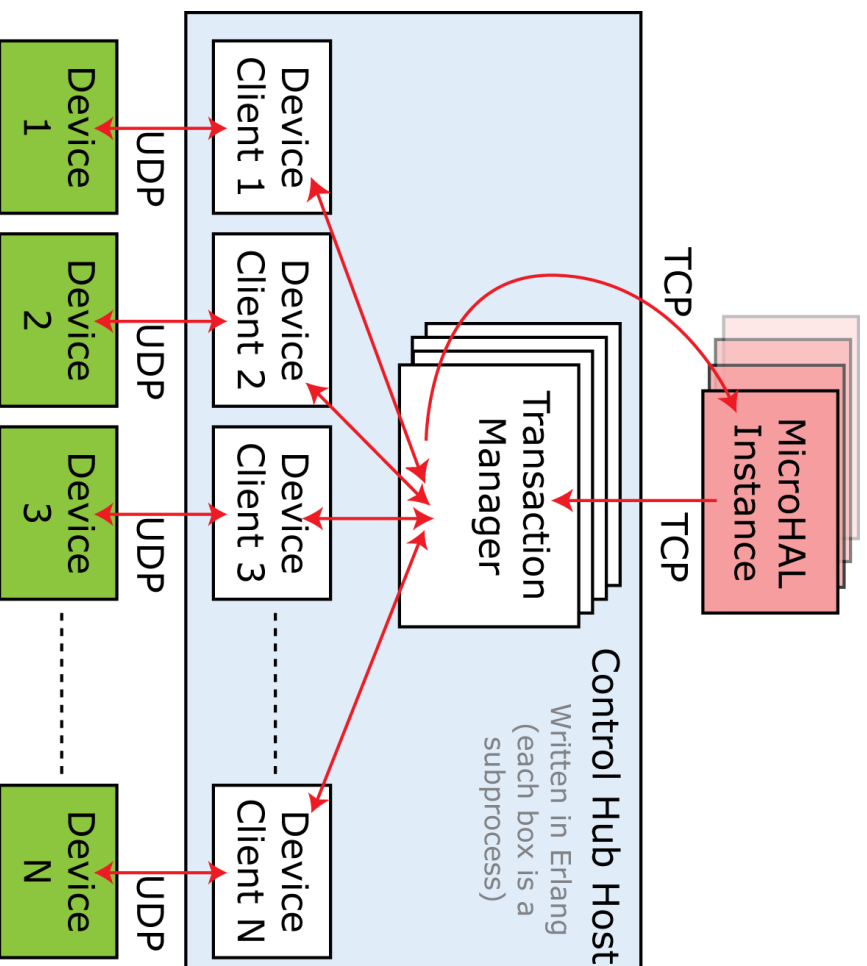 MicroHAL
Instance
TCP
TCP
Control Hub Host
Written in Erlang
(each box is a
subprocess)
Transaction
Manager
Device
Client 1
Device
Client 2
Device
Client 3
Device
Client N
UDP
UDP
UDP
UDP
Device
1
Device
2
Device
3
Device
N